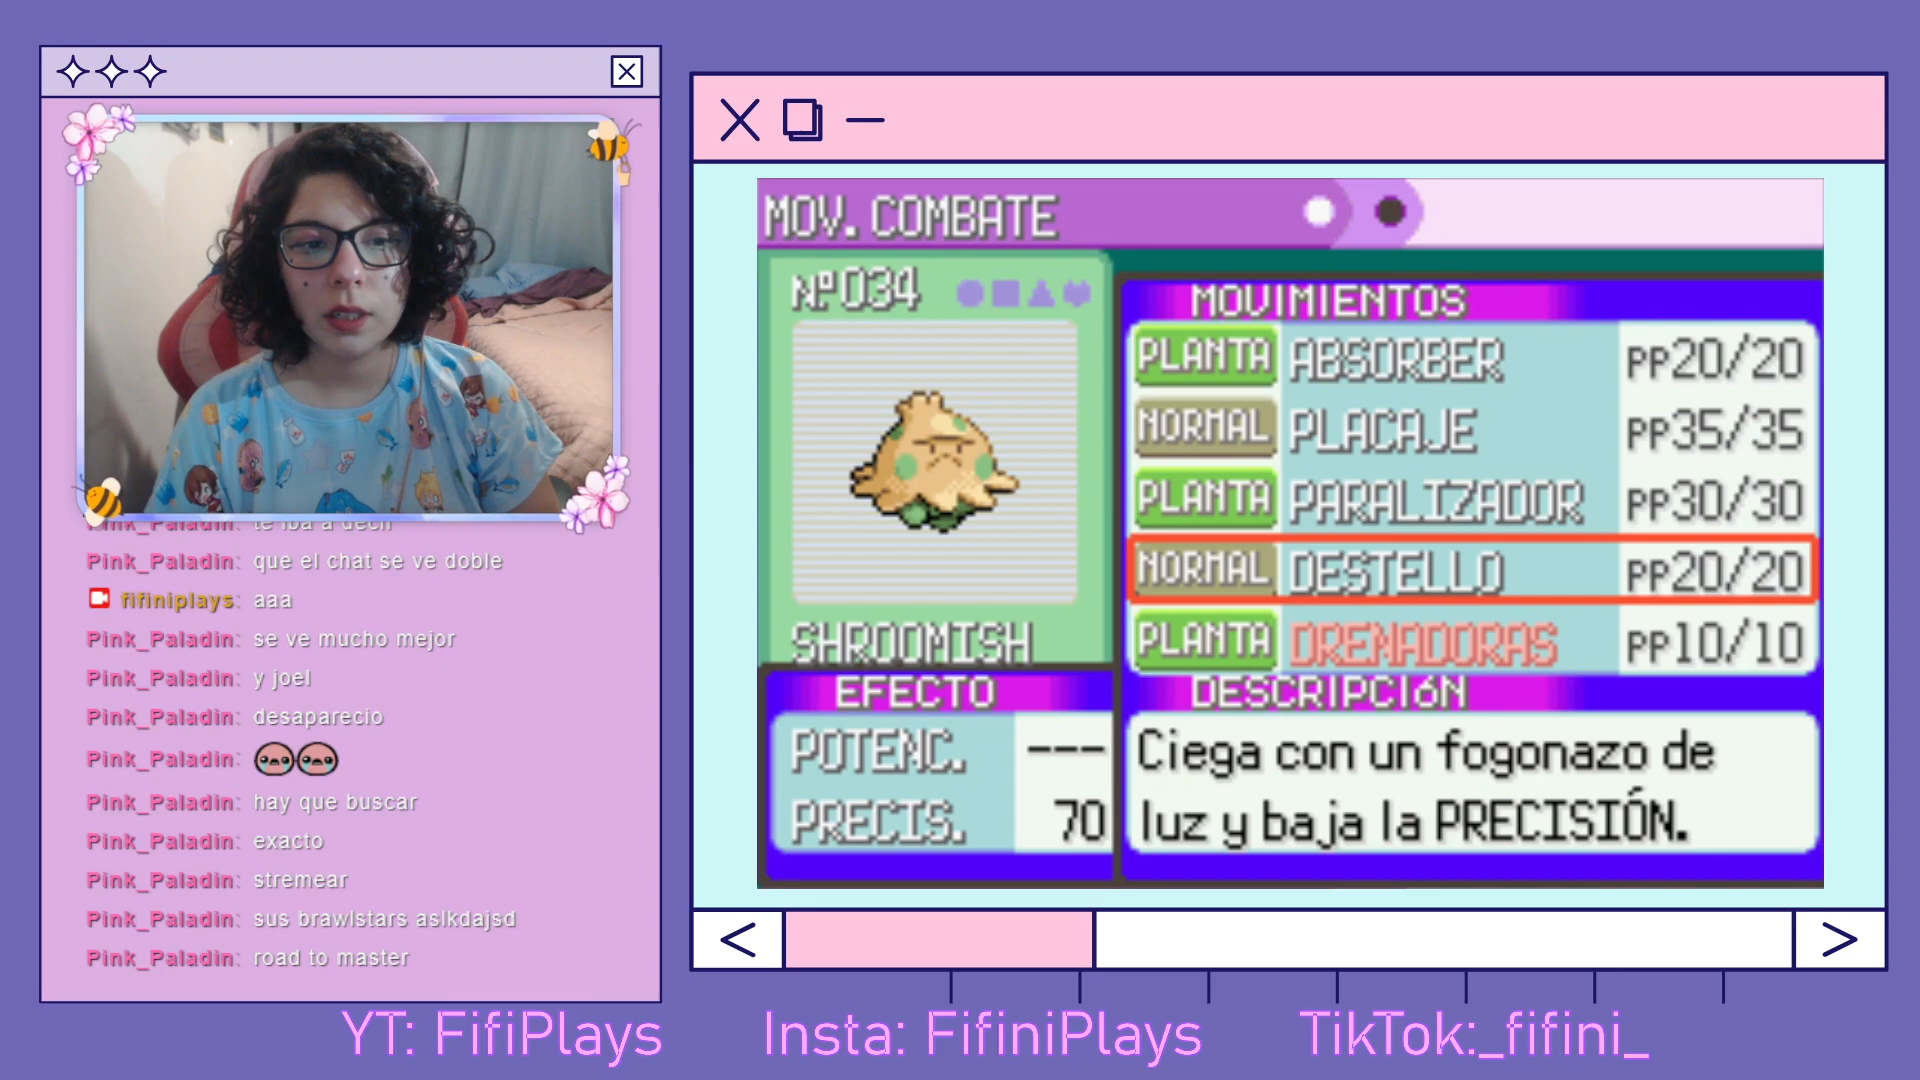 Pink_Paladin: te iba a decir
Pink_Paladin: que el chat se ve doble
fifiniplays: aaa
Pink_Paladin: se ve mucho mejor
Pink_Paladin: y joel
Pink_Paladin: desaparecio
Pink_Paladin:
Pink_Paladin: hay que buscar
Pink_Paladin: exacto
Pink_Paladin: stremear
Pink_Paladin: sus brawlstars aslkdajsd
Pink_Paladin: road to master
MOV. COMBATE
Nº034
SHROOMISH
MOVIMIENTOS
PLANTA ABSORBER PP20/20
NORMAL PLACAJE PP35/35
PLANTA PARALIZADOR PP30/30
NORMAL DESTELLO PP20/20
PLANTA DRENADORAS PP10/10
EFECTO
POTENC. ---
PRECIS. 70
DESCRIPCIÓN
Ciega con un fogonazo de
luz y baja la PRECISIÓN.
YT: FifiPlays Insta: FifiniPlays TikTok:_fifini_